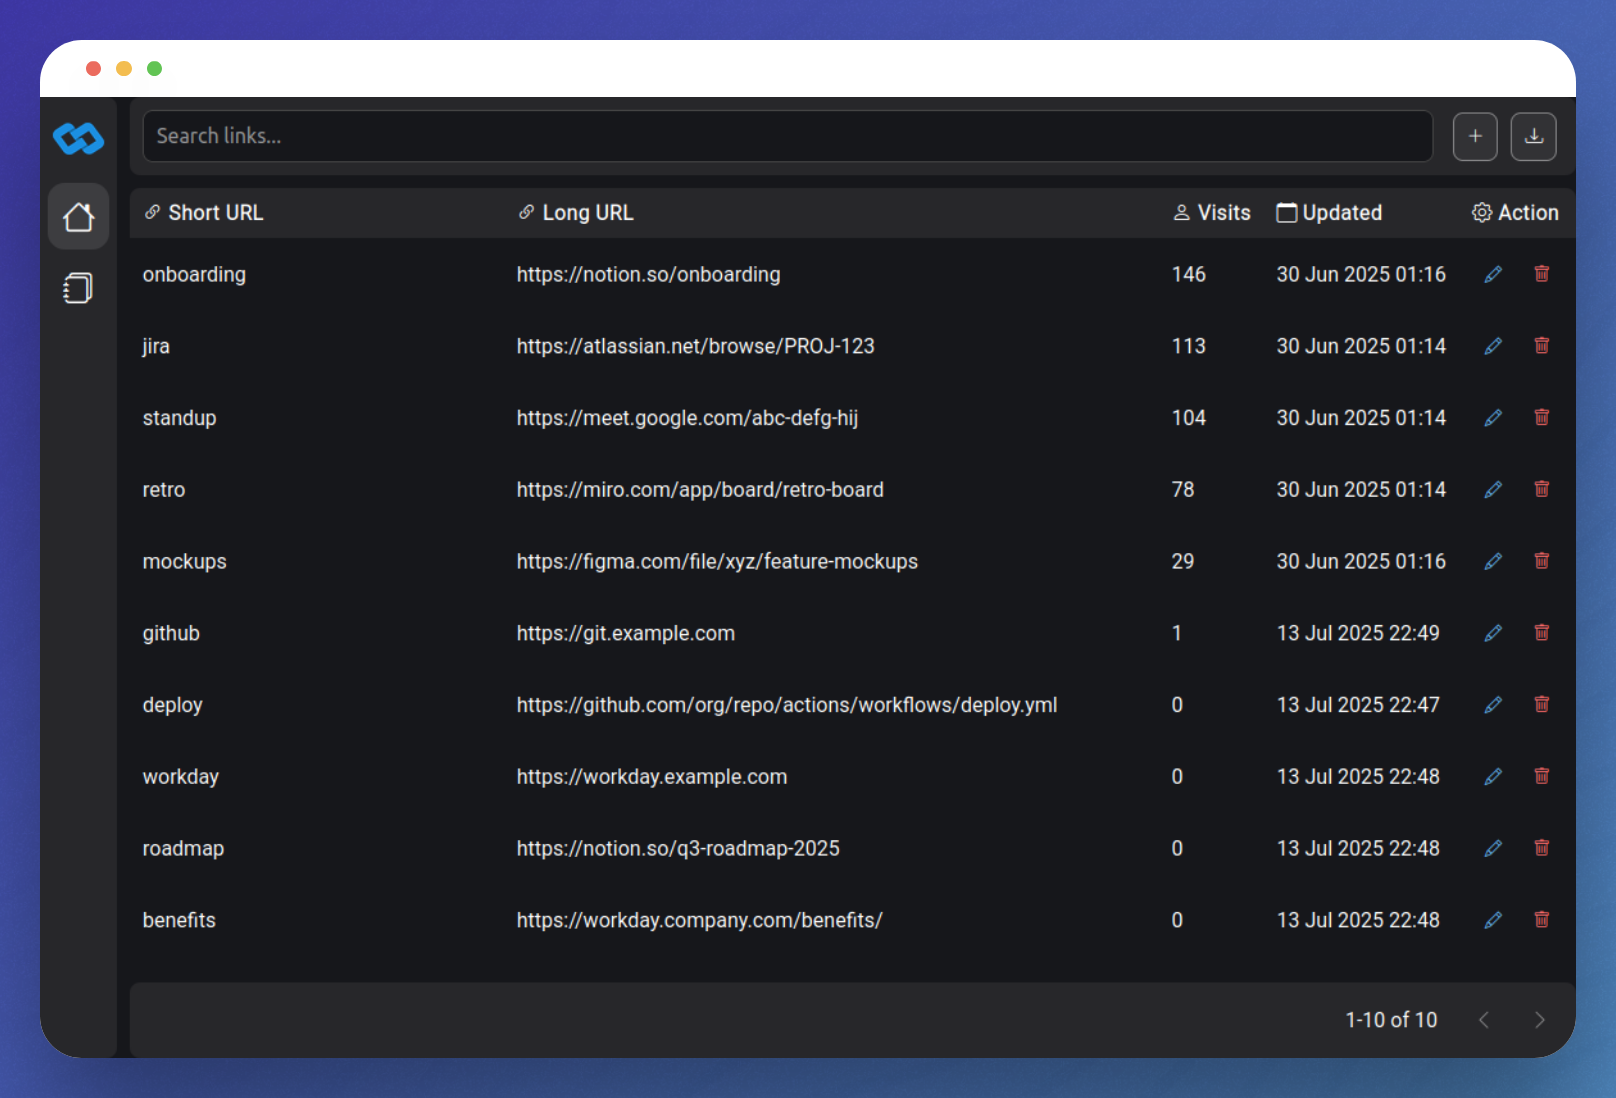 Search links...
Short URL Long URL Visits Updated Action
onboarding https://notion.so/onboarding 146 30 Jun 2025 01:16
jira https://atlassian.net/browse/PROJ-123 113 30 Jun 2025 01:14
standup https://meet.google.com/abc-defg-hij 104 30 Jun 2025 01:14
retro https://miro.com/app/board/retro-board 78 30 Jun 2025 01:14
mockups https://figma.com/file/xyz/feature-mockups 29 30 Jun 2025 01:16
github https://git.example.com 1 13 Jul 2025 22:49
deploy https://github.com/org/repo/actions/workflows/deploy.yml 0 13 Jul 2025 22:47
workday https://workday.example.com 0 13 Jul 2025 22:48
roadmap https://notion.so/q3-roadmap-2025 0 13 Jul 2025 22:48
benefits https://workday.company.com/benefits/ 0 13 Jul 2025 22:48
1-10 of 10